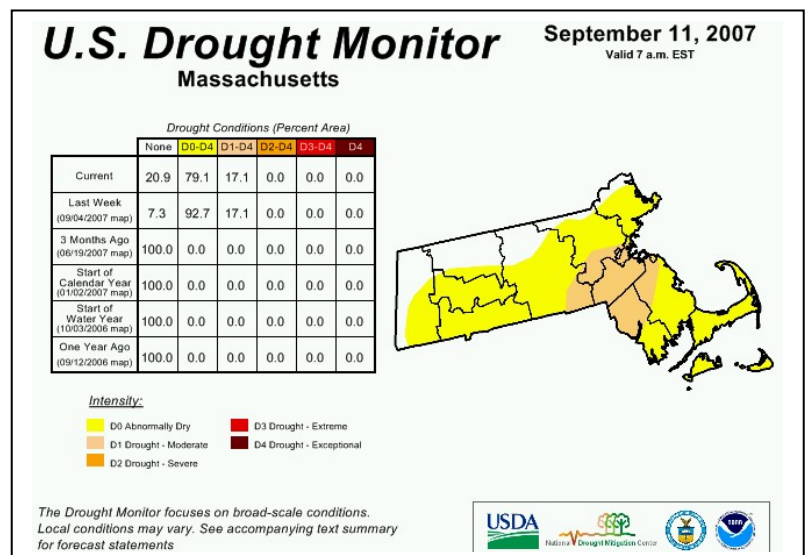 U.S. Drought Monitor
Massachusetts
September 11, 2007
Valid 7 a.m. EST
Drought Conditions (Percent Area)
None D0-D4 D1-D4 D2-D4 D3-D4 D4
Current 20.9 79.1 17.1 0.0 0.0 0.0
Last Week
(09/04/2007 map) 7.3 92.7 17.1 0.0 0.0 0.0
3 Months Ago
(06/19/2007 map) 100.0 0.0 0.0 0.0 0.0 0.0
Start of
Calendar Year
(01/02/2007 map) 100.0 0.0 0.0 0.0 0.0 0.0
Start of
Water Year
(10/03/2006 map) 100.0 0.0 0.0 0.0 0.0 0.0
One Year Ago
(09/12/2006 map) 100.0 0.0 0.0 0.0 0.0 0.0
Intensity:
D0 Abnormally Dry
D1 Drought - Moderate
D2 Drought - Severe
D3 Drought - Extreme
D4 Drought - Exceptional
The Drought Monitor focuses on broad-scale conditions.
Local conditions may vary. See accompanying text summary
for forecast statements
USDA
National Drought Mitigation Center